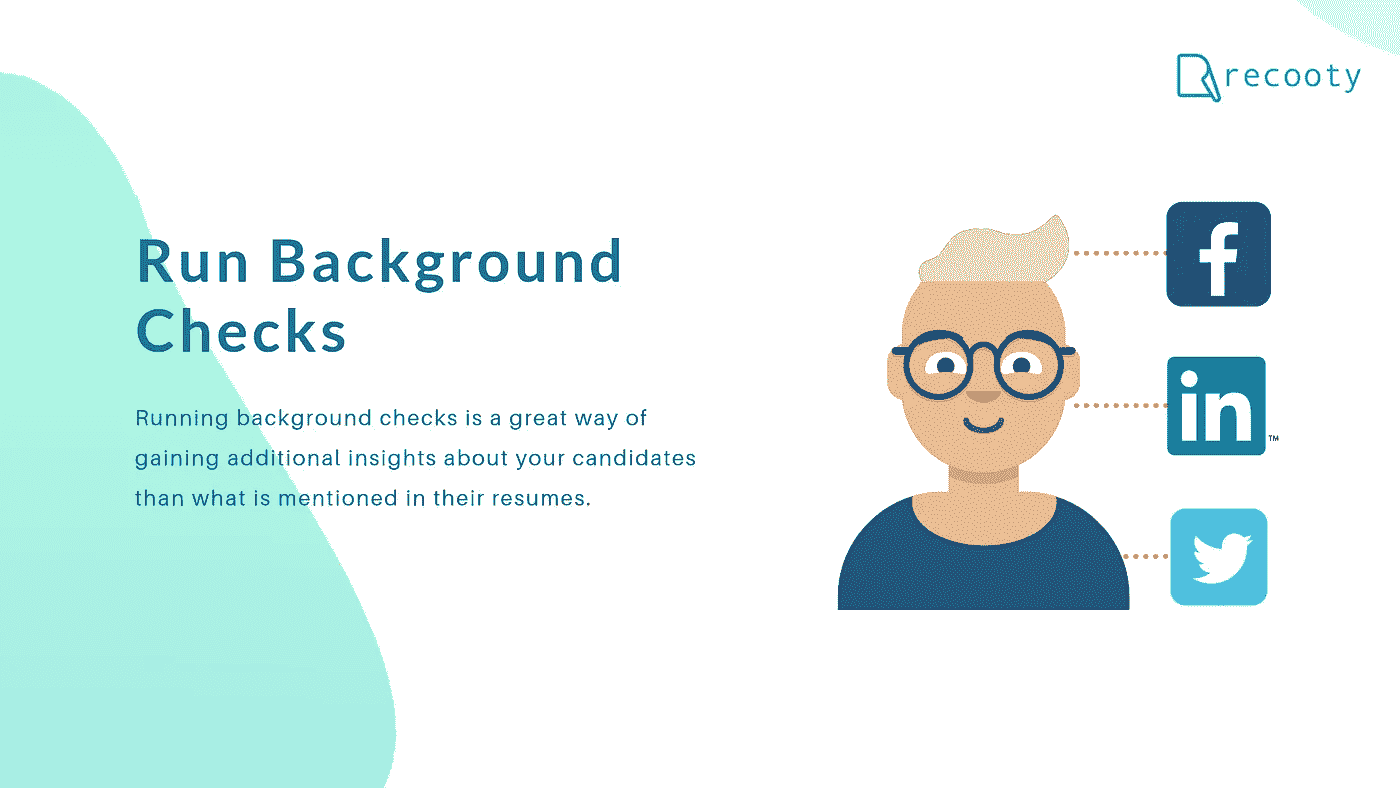 recooty
Run Background
Checks
Running background checks is a great way of
gaining additional insights about your candidates
than what is mentioned in their resumes.
f
in
TM